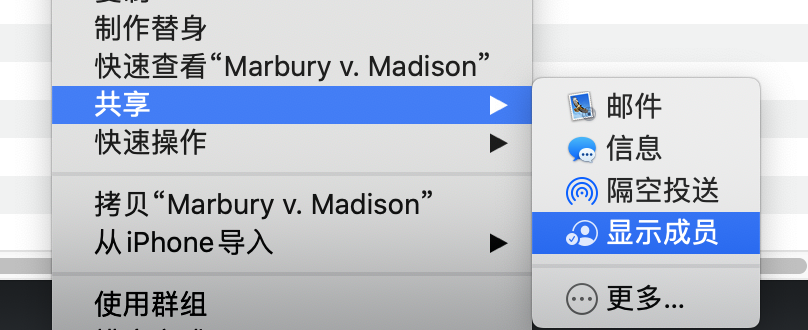 制作替身
快速查看“Marbury v. Madison”
共享
快速操作
拷贝“Marbury v. Madison”
从iPhone导入
使用群组
邮件
信息
隔空投送
显示成员
更多...